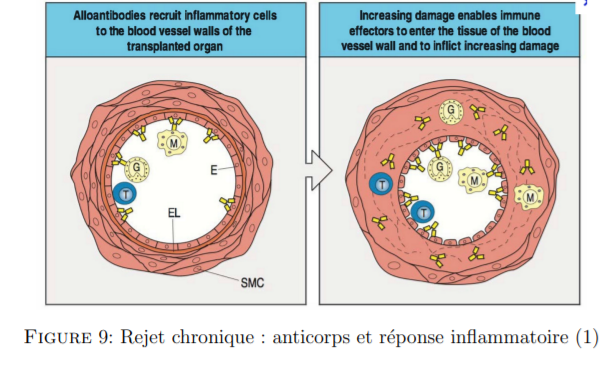 Alloantibodies recruit inflammatory cells
to the blood vessel walls of the
transplanted organ
Increasing damage enables immune
effectors to enter the tissue of the blood
vessel wall and to inflict increasing damage
M
G
E
T
EL
SMC
G
G
M
T
M
T
FIGURE 9: Rejet chronique : anticorps et réponse inflammatoire (1)